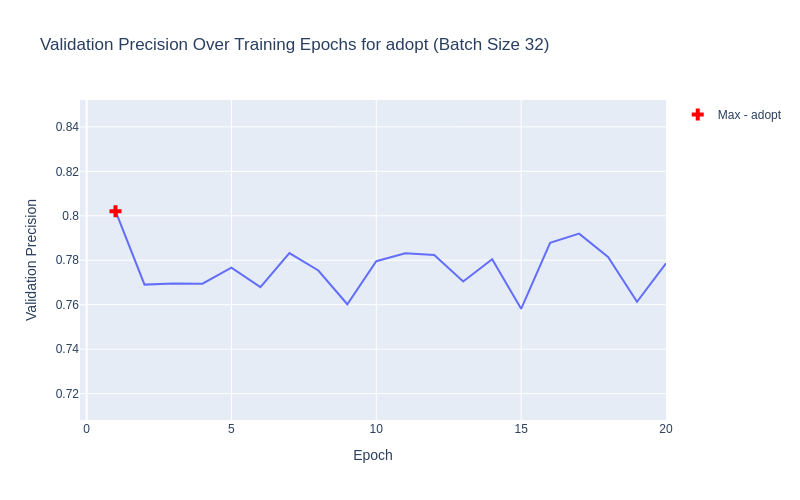 Validation Precision Over Training Epochs for adopt (Batch Size 32)
Max - adopt
Validation Precision
0.84
0.82
0.8
0.78
0.76
0.74
0.72
0 5 10 15 20
Epoch